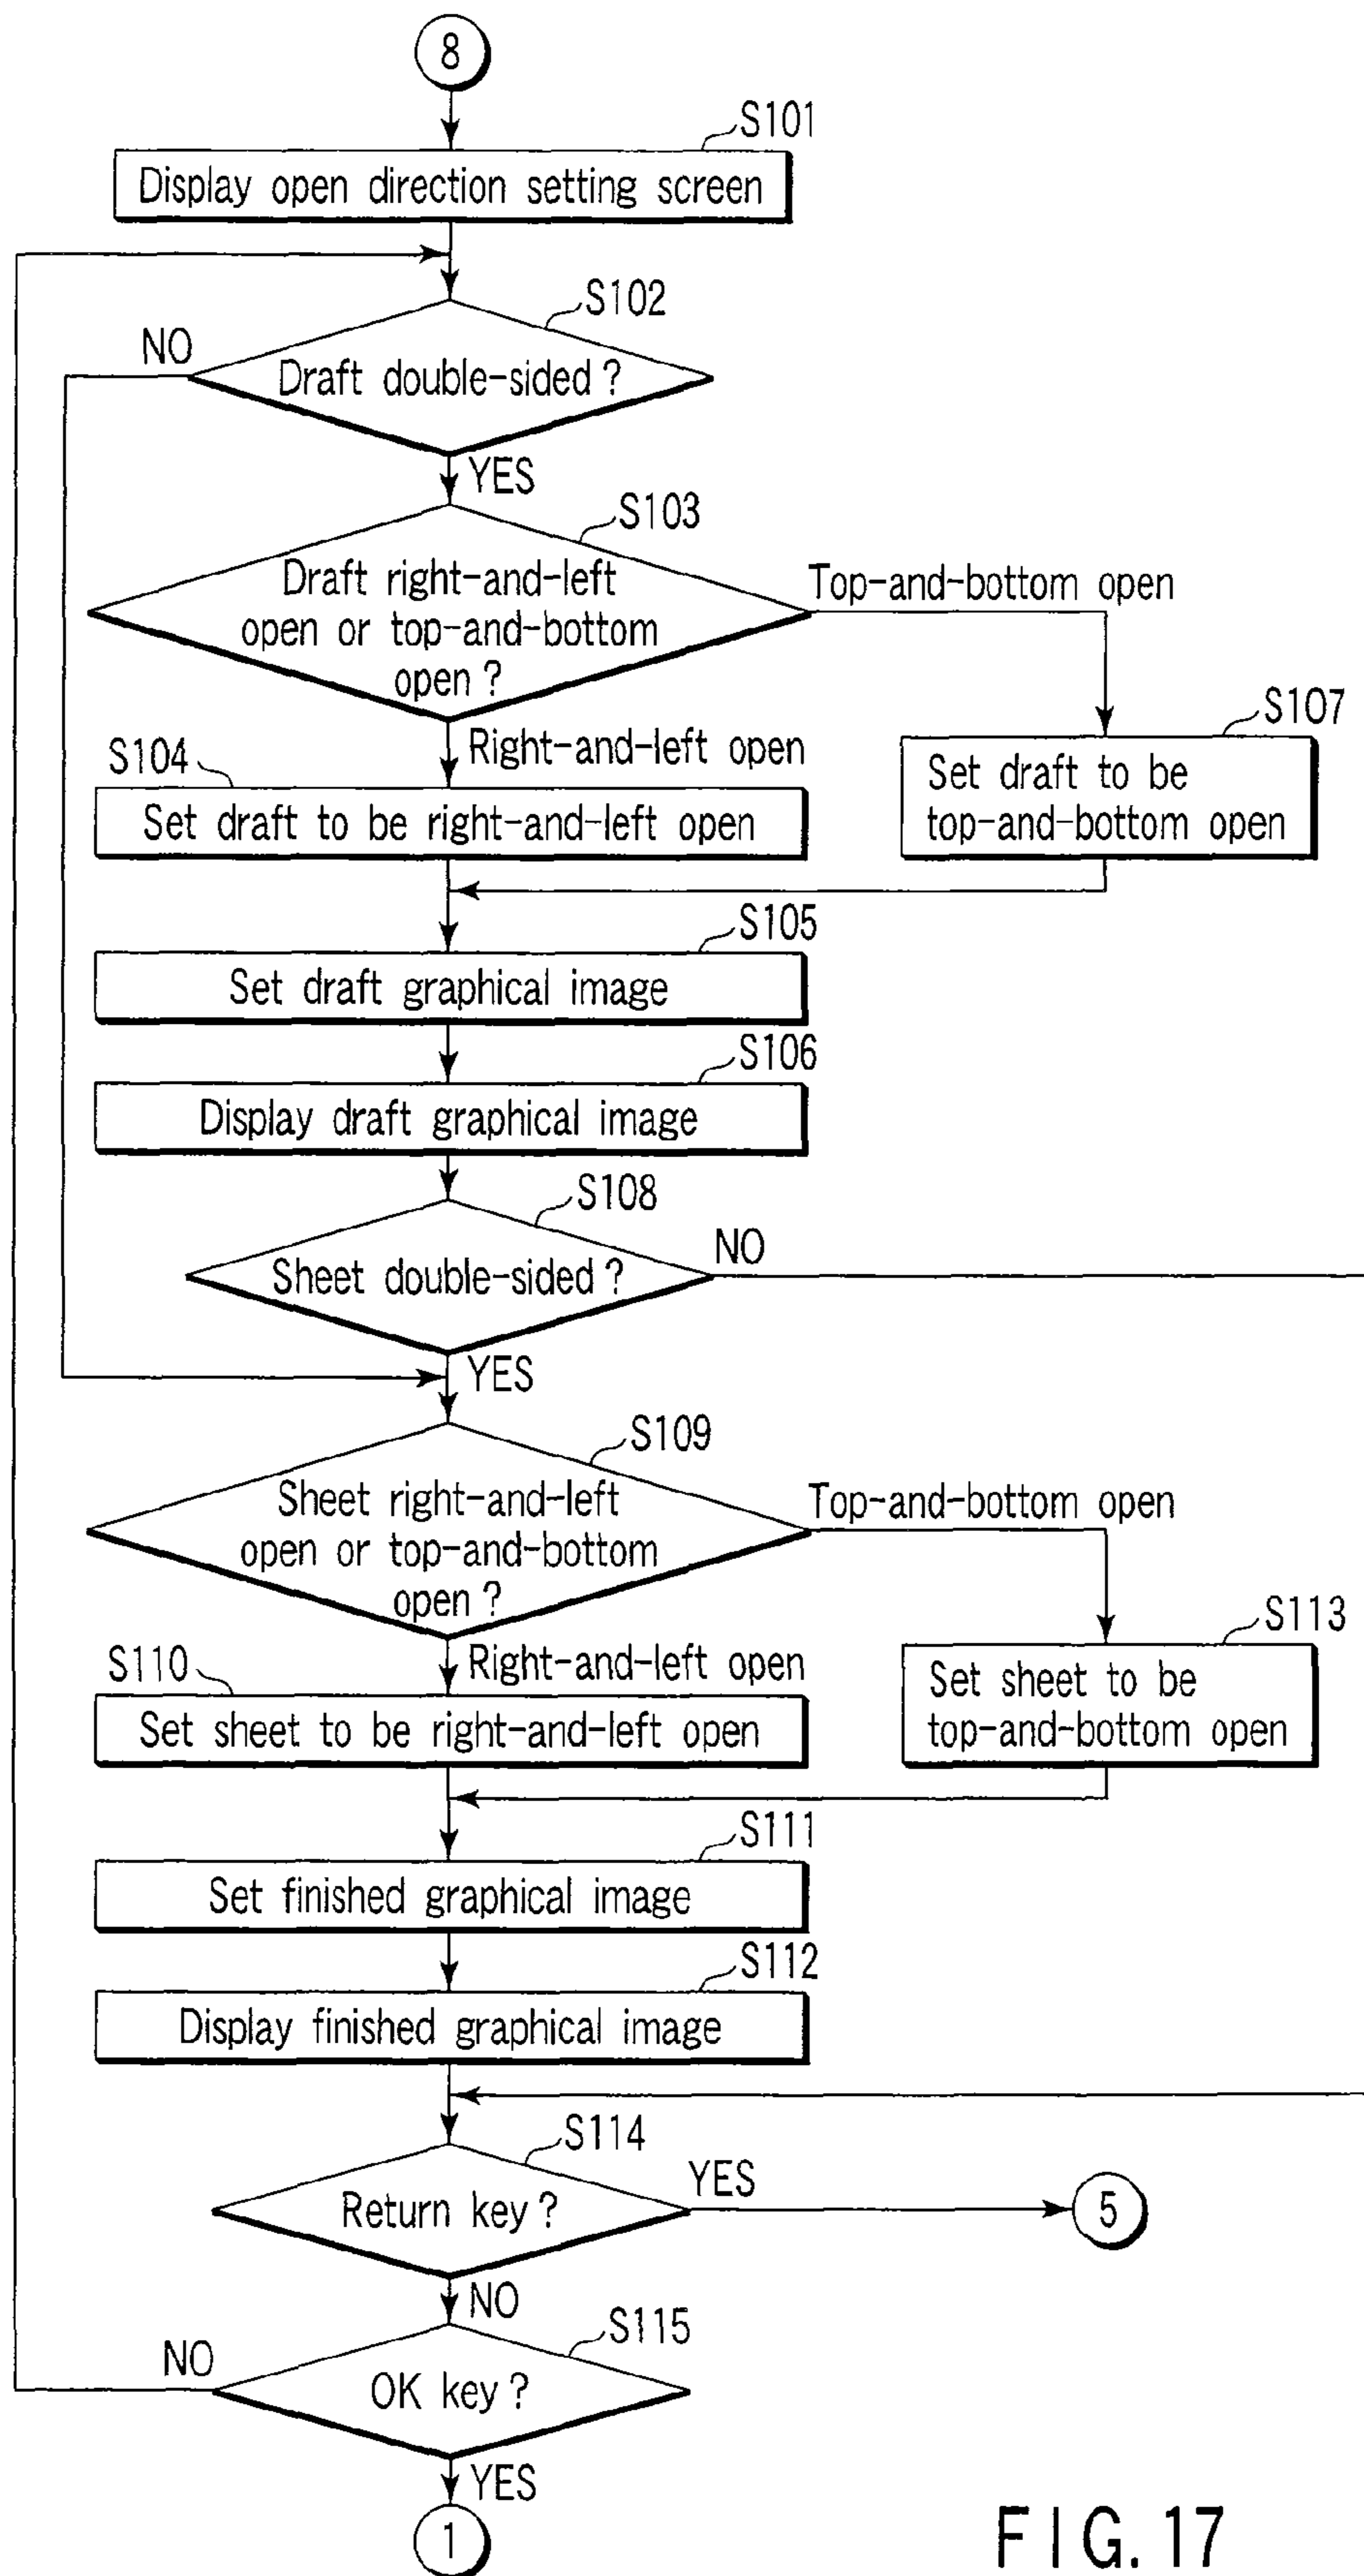 8
S101
Display open direction setting screen
S102
NO
Draft double-sided ?
YES
S103
Draft right-and-left
open or top-and-bottom
open ?
Top-and-bottom open
S107
Set draft to be
top-and-bottom open
Right-and-left open
S104
Set draft to be right-and-left open
S105
Set draft graphical image
S106
Display draft graphical image
S108
Sheet double-sided ?
NO
YES
S109
Sheet right-and-left
open or top-and-bottom
open ?
Top-and-bottom open
S113
Set sheet to be
top-and-bottom open
Right-and-left open
S110
Set sheet to be right-and-left open
S111
Set finished graphical image
S112
Display finished graphical image
S114
Return key ?
YES
5
NO
S115
NO
OK key ?
YES
1
FIG. 17